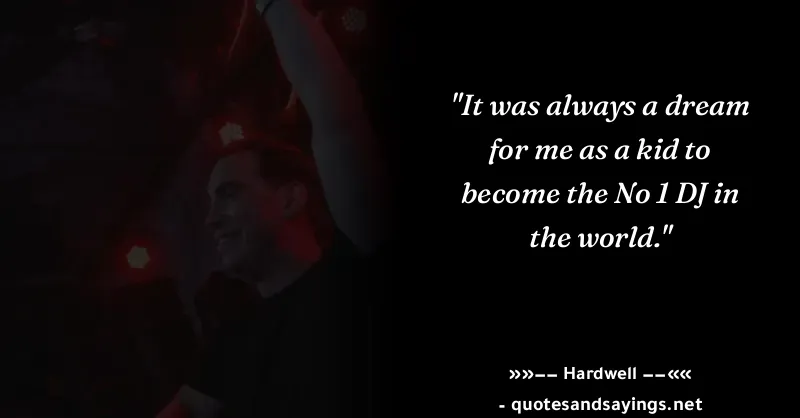 "It was always a dream
for me as a kid to
become the No 1 DJ in
the world."
»»–– Hardwell ––««
- quotesandsayings.net